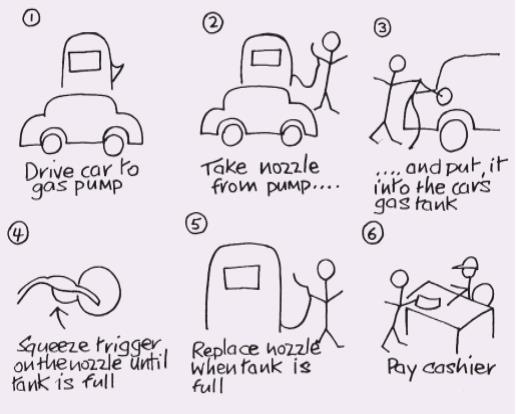 1
Drive car to
gas pump
2
Take nozzle
from pump....
3
....and put it
into the cars
gas tank
4
Squeeze trigger
on the nozzle until
tank is full
5
Replace nozzle
when tank is
full
6
Pay cashier